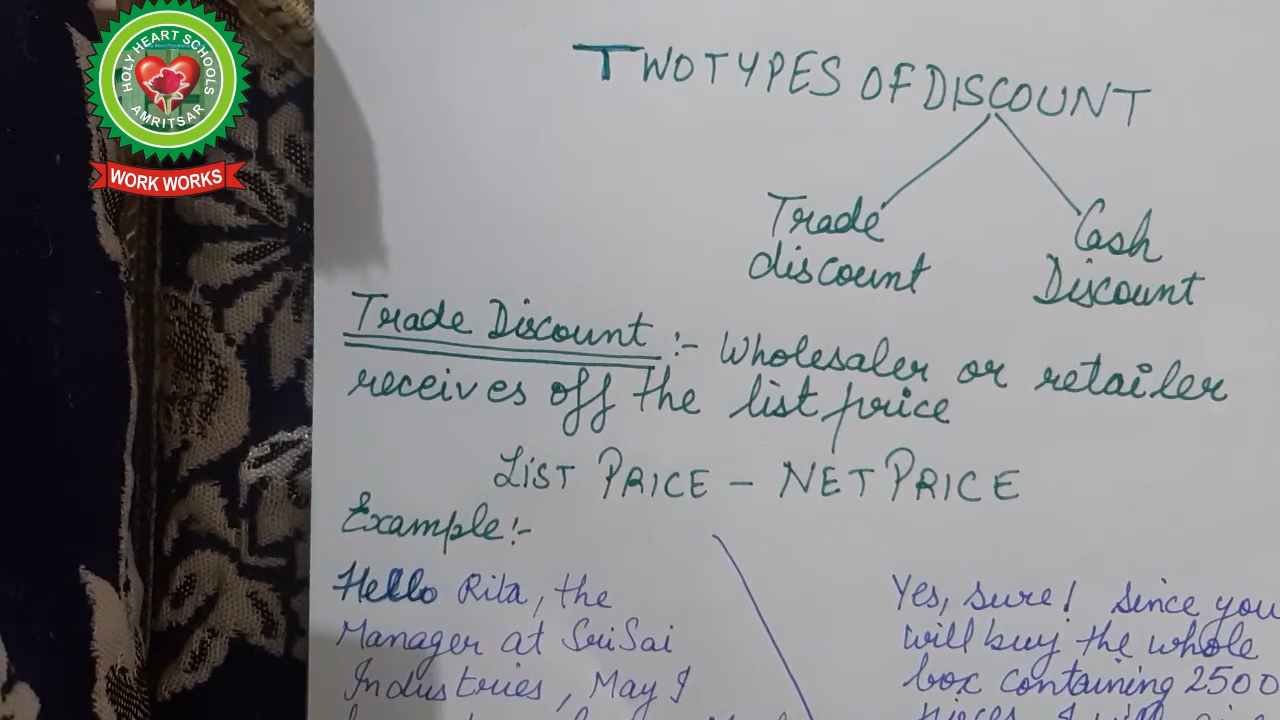 HOLY HEART SCHOOLS
AMRITSAR
WORK WORKS
TWO TYPES OF DISCOUNT
Trade discount
Cash Discount
Trade Discount :- Wholesaler or retailer
receives off the list price
LIST PRICE - NET PRICE
Example:-
Hello Rita, the
Manager at SriSai
Industries, May I
Yes, sure! Since you
will buy the whole
box containing 2500